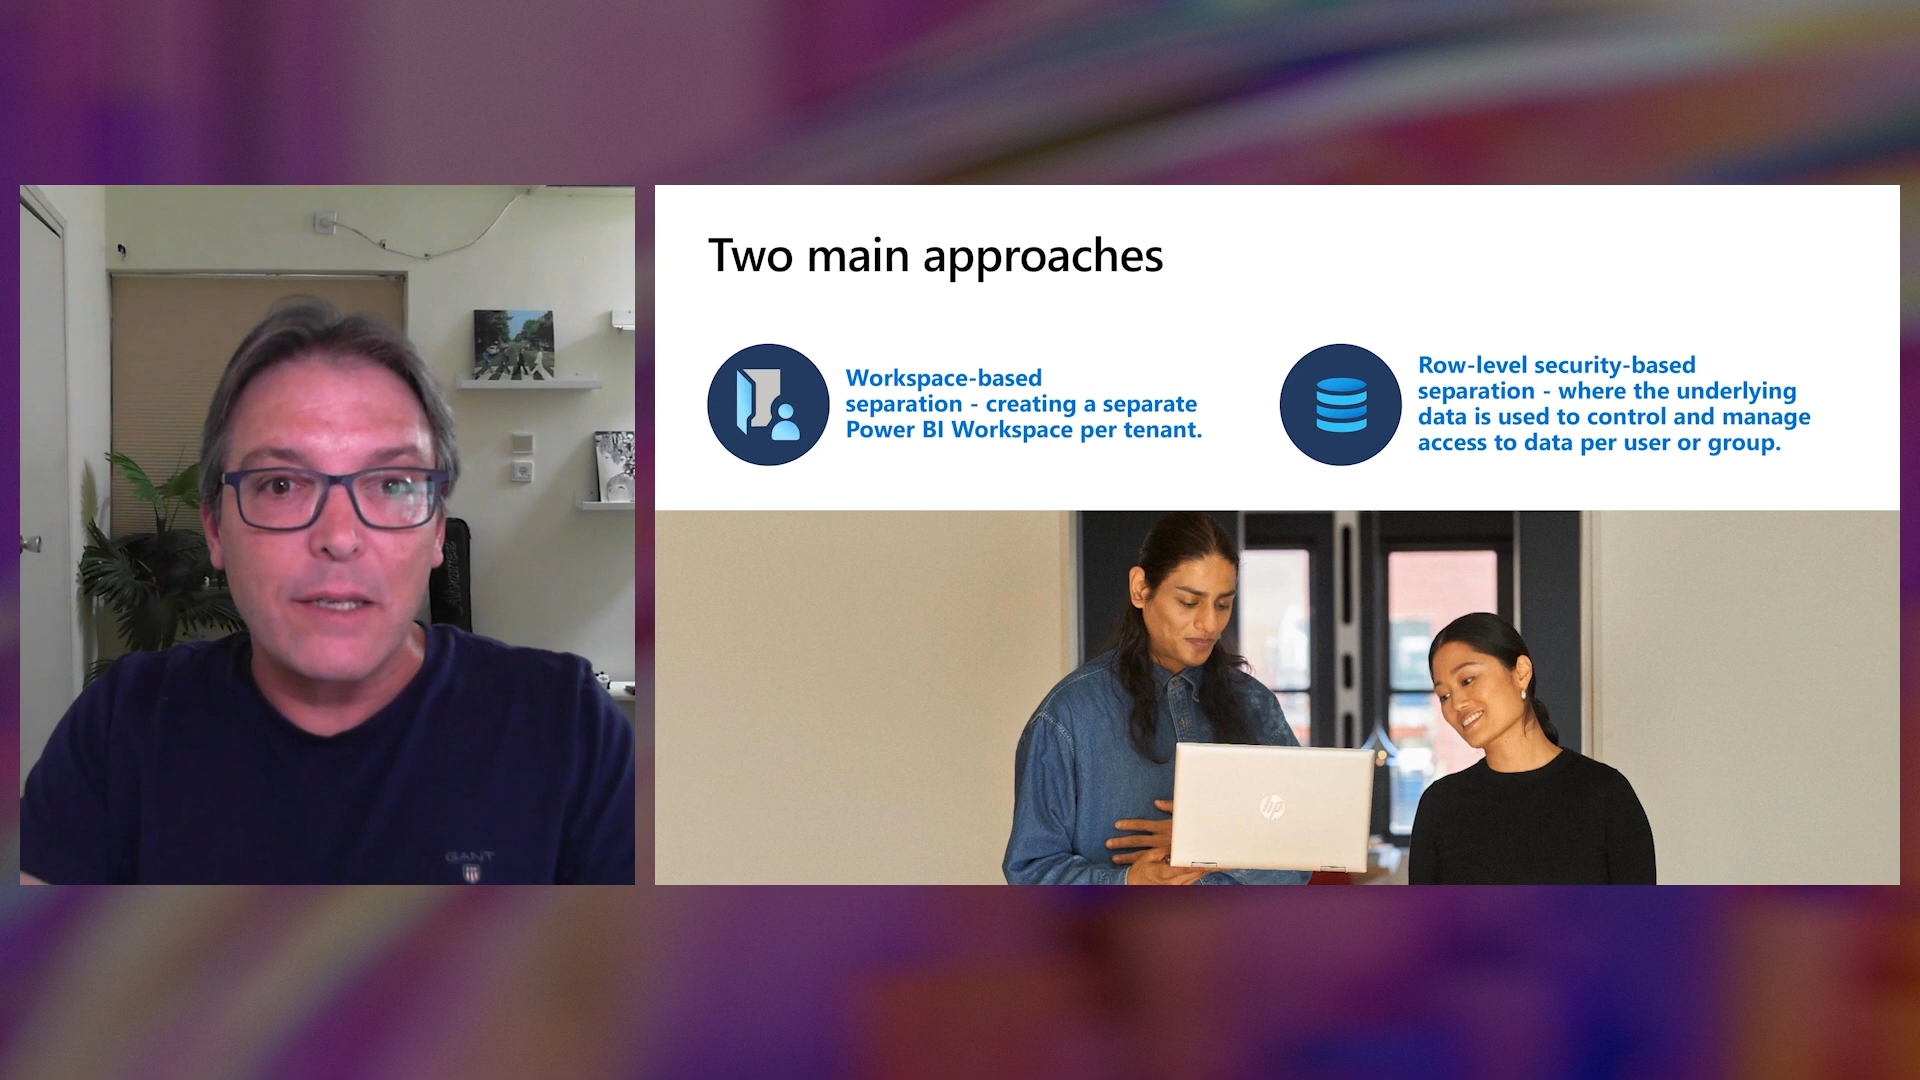 Two main approaches
Workspace-based
separation - creating a separate
Power BI Workspace per tenant.
Row-level security-based
separation - where the underlying
data is used to control and manage
access to data per user or group.
GANT
hp